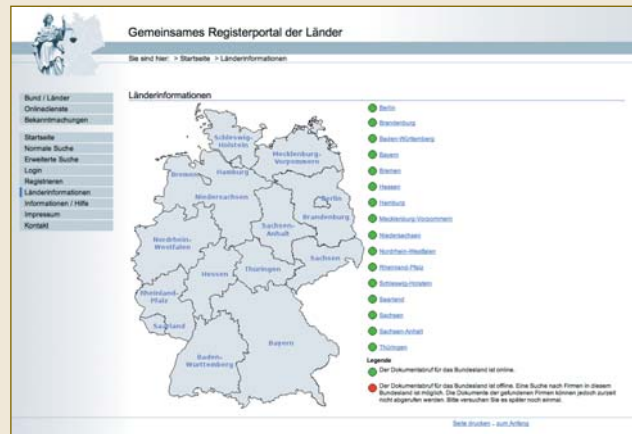 Gemeinsames Registerportal der Länder
Sie sind hier: > Startseite > Länderinformationen
Bund / Länder
Onlinedienste
Bekanntmachungen
Startseite
Normale Suche
Erweiterte Suche
Login
Registrieren
Länderinformationen
Informationen / Hilfe
Impressum
Kontakt
Länderinformationen
Schleswig-
Holstein
Mecklenburg-
Vorpommern
Hamburg
Bremen
Niedersachsen
Berlin
Brandenburg
Sachsen-
Anhalt
Nordrhein-
Westfalen
Sachsen
Thüringen
Hessen
Rheinland-
Pfalz
Saarland
Bayern
Baden-
Württemberg
Berlin
Brandenburg
Baden-Württemberg
Bayern
Bremen
Hessen
Hamburg
Mecklenburg-Vorpommern
Niedersachsen
Nordrhein-Westfalen
Rheinland-Pfalz
Schleswig-Holstein
Saarland
Sachsen
Sachsen-Anhalt
Thüringen
Legende
Der Dokumentabruf für das Bundesland ist online.
Der Dokumentabruf für das Bundesland ist offline. Eine Suche nach Firmen in diesem
Bundesland ist möglich. Die Dokumente der gefundenen Firmen können jedoch zurzeit
nicht abgerufen werden. Bitte versuchen Sie es später noch einmal.
Seite drucken - zum Anfang